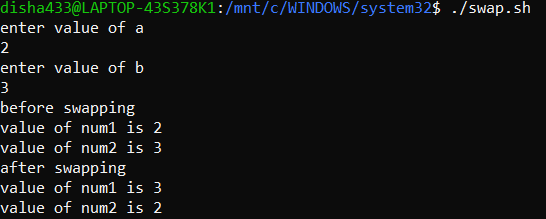 disha433@LAPTOP-43S378K1:/mnt/c/WINDOWS/system32$ ./swap.sh
enter value of a
2
enter value of b
3
before swapping
value of num1 is 2
value of num2 is 3
after swapping
value of num1 is 3
value of num2 is 2